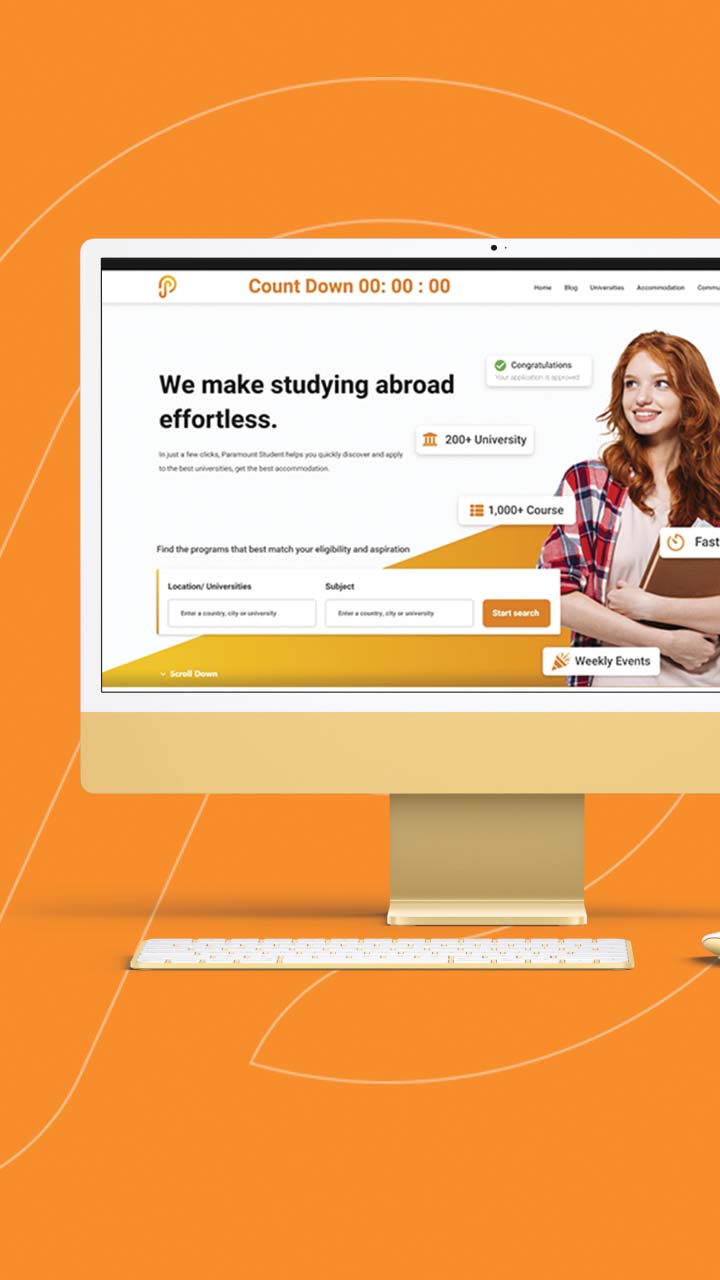 Count Down 00: 00 : 00
Home Blog Universities Accommodation Commu
We make studying abroad
effortless.
In just a few clicks, Paramount Student helps you quickly discover and apply
to the best universities, get the best accommodation.
Congratulations
Your application is approved
200+ University
1,000+ Course
Fast
Find the programs that best match your eligibility and aspiration
Location/ Universities
Subject
Enter a country, city or university
Enter a country, city or university
Start search
Weekly Events
Scroll Down